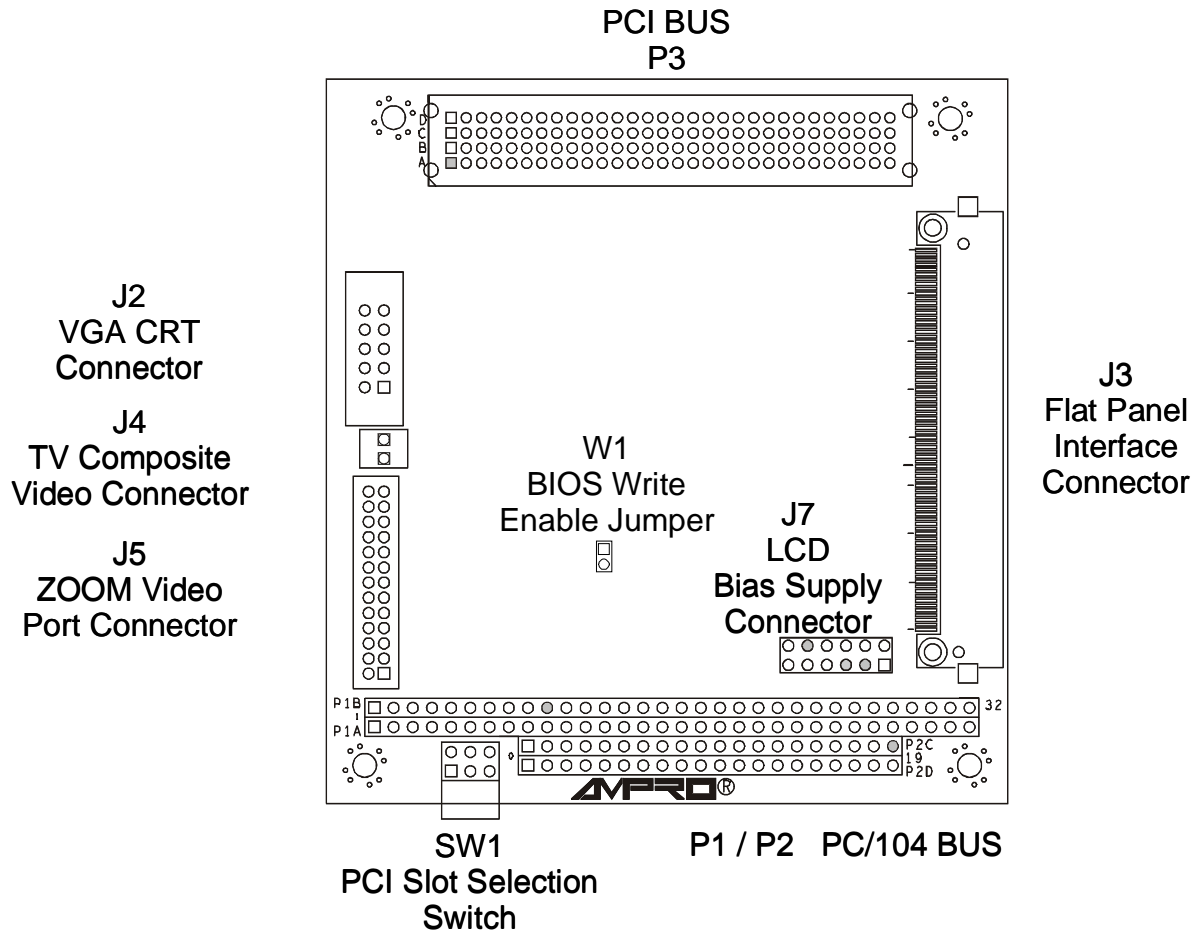 PCI BUS
P3
D
C
B
A
J2
VGA CRT
Connector
J4
TV Composite
Video Connector
J5
ZOOM Video
Port Connector
W1
BIOS Write
Enable Jumper
J7
LCD
Bias Supply
Connector
J3
Flat Panel
Interface
Connector
P1B
32
1
P1A
P2C
0
19
P2D
AMPRO®
SW1
PCI Slot Selection
Switch
P1 / P2 PC/104 BUS